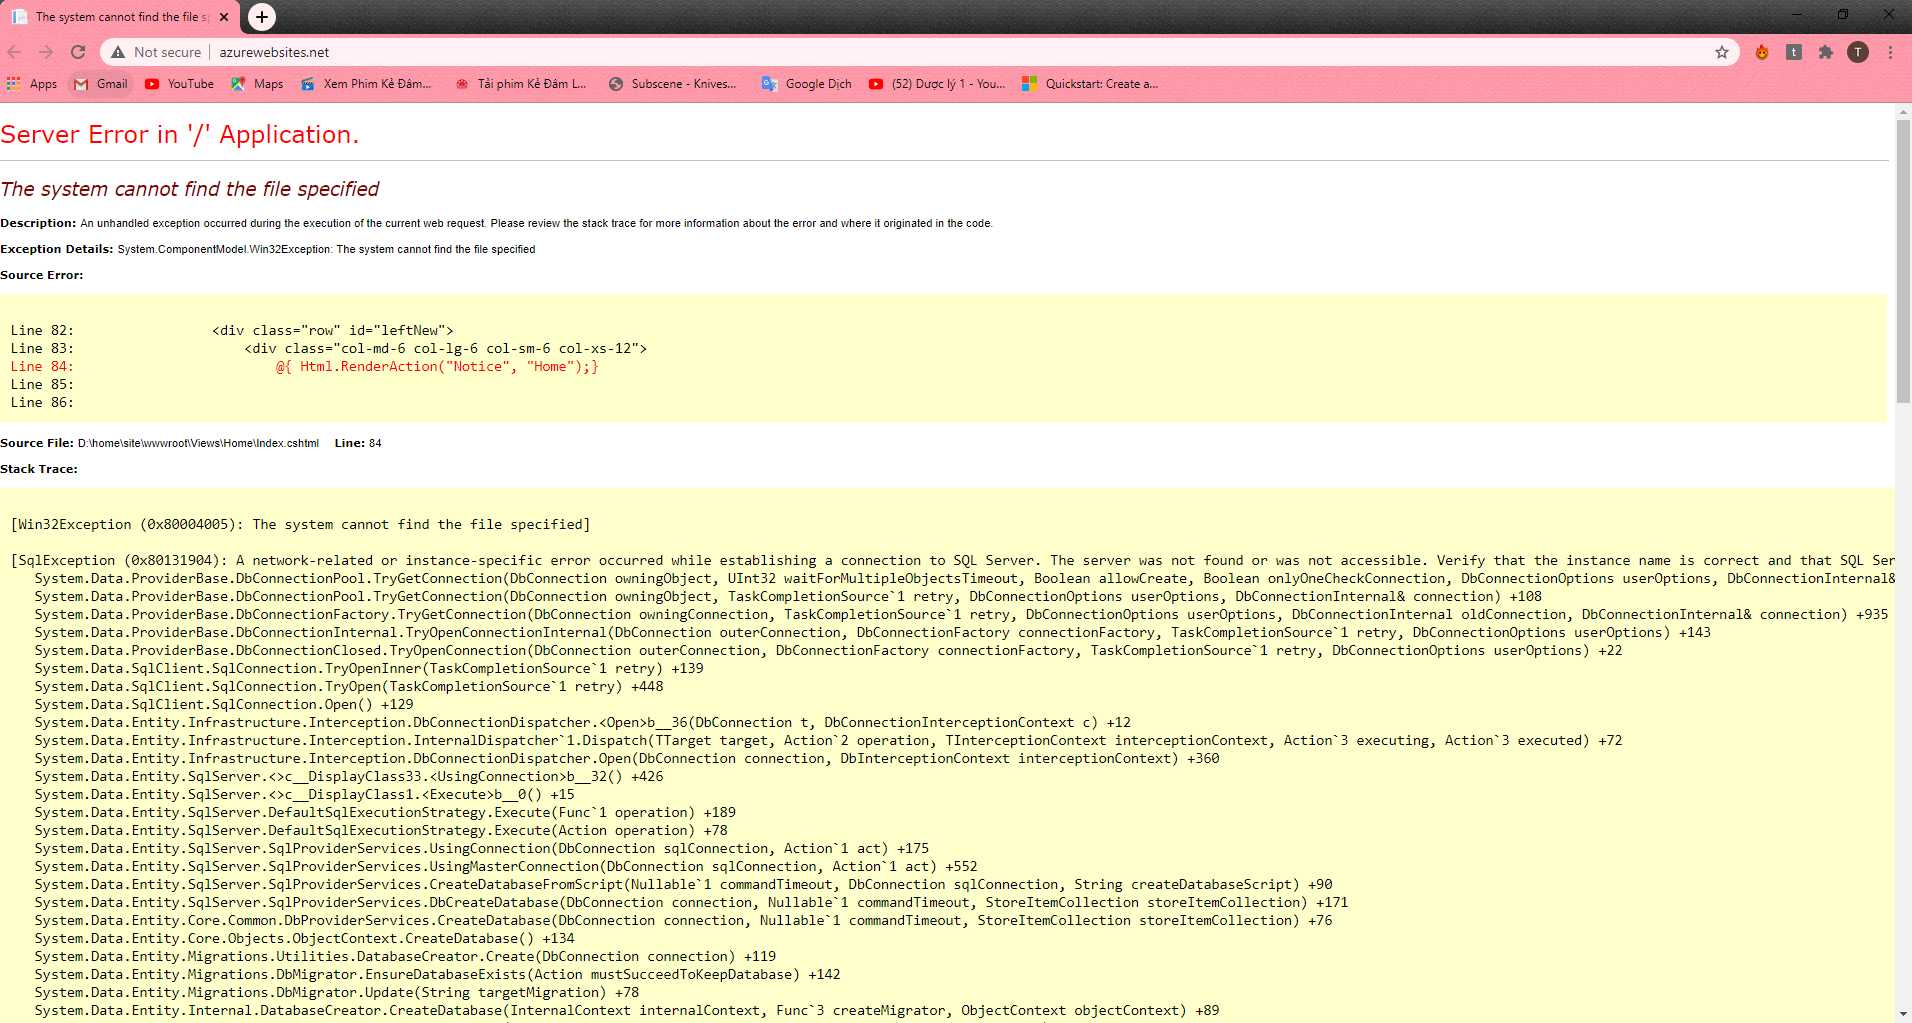 The system cannot find the file s
Not secure | azurewebsites.net
T
Apps Gmail YouTube Maps Xem Phim Kẻ Đâm... Tải phim Kẻ Đâm L... Subscene - Knives... Google Dịch (52) Dược lý 1 - You... Quickstart: Create a...
Server Error in '/' Application.
The system cannot find the file specified
Description: An unhandled exception occurred during the execution of the current web request. Please review the stack trace for more information about the error and where it originated in the code.
Exception Details: System.ComponentModel.Win32Exception: The system cannot find the file specified
Source Error:
Line 82: <div class="row" id="leftNew">
Line 83: <div class="col-md-6 col-lg-6 col-sm-6 col-xs-12">
Line 84: @{ Html.RenderAction("Notice", "Home");}
Line 85:
Line 86:
Source File: D:\home\site\wwwroot\Views\Home\Index.cshtml Line: 84
Stack Trace:
[Win32Exception (0x80004005): The system cannot find the file specified]
[SqlException (0x80131904): A network-related or instance-specific error occurred while establishing a connection to SQL Server. The server was not found or was not accessible. Verify that the instance name is correct and that SQL Ser
System.Data.ProviderBase.DbConnectionPool.TryGetConnection(DbConnection owningObject, UInt32 waitForMultipleObjectsTimeout, Boolean allowCreate, Boolean onlyOneCheckConnection, DbConnectionOptions userOptions, DbConnectionInternal&
System.Data.ProviderBase.DbConnectionPool.TryGetConnection(DbConnection owningObject, TaskCompletionSource`1 retry, DbConnectionOptions userOptions, DbConnectionInternal& connection) +108
System.Data.ProviderBase.DbConnectionFactory.TryGetConnection(DbConnection owningConnection, TaskCompletionSource`1 retry, DbConnectionOptions userOptions, DbConnectionInternal oldConnection, DbConnectionInternal& connection) +935
System.Data.ProviderBase.DbConnectionInternal.TryOpenConnectionInternal(DbConnection outerConnection, DbConnectionFactory connectionFactory, TaskCompletionSource`1 retry, DbConnectionOptions userOptions) +143
System.Data.ProviderBase.DbConnectionClosed.TryOpenConnection(DbConnection outerConnection, DbConnectionFactory connectionFactory, TaskCompletionSource`1 retry, DbConnectionOptions userOptions) +22
System.Data.SqlClient.SqlConnection.TryOpenInner(TaskCompletionSource`1 retry) +139
System.Data.SqlClient.SqlConnection.TryOpen(TaskCompletionSource`1 retry) +448
System.Data.SqlClient.SqlConnection.Open() +129
System.Data.Entity.Infrastructure.Interception.DbConnectionDispatcher.<Open>b__36(DbConnection t, DbConnectionInterceptionContext c) +12
System.Data.Entity.Infrastructure.Interception.InternalDispatcher`1.Dispatch(TTarget target, Action`2 operation, TInterceptionContext interceptionContext, Action`3 executing, Action`3 executed) +72
System.Data.Entity.Infrastructure.Interception.DbConnectionDispatcher.Open(DbConnection connection, DbInterceptionContext interceptionContext) +360
System.Data.Entity.SqlServer.<>c__DisplayClass33.<UsingConnection>b__32() +426
System.Data.Entity.SqlServer.<>c__DisplayClass1.<Execute>b__0() +15
System.Data.Entity.SqlServer.DefaultSqlExecutionStrategy.Execute(Func`1 operation) +189
System.Data.Entity.SqlServer.DefaultSqlExecutionStrategy.Execute(Action operation) +78
System.Data.Entity.SqlServer.SqlProviderServices.UsingConnection(DbConnection sqlConnection, Action`1 act) +175
System.Data.Entity.SqlServer.SqlProviderServices.UsingMasterConnection(DbConnection sqlConnection, Action`1 act) +552
System.Data.Entity.SqlServer.SqlProviderServices.CreateDatabaseFromScript(Nullable`1 commandTimeout, DbConnection sqlConnection, String createDatabaseScript) +90
System.Data.Entity.SqlServer.SqlProviderServices.DbCreateDatabase(DbConnection connection, Nullable`1 commandTimeout, StoreItemCollection storeItemCollection) +171
System.Data.Entity.Core.Common.DbProviderServices.CreateDatabase(DbConnection connection, Nullable`1 commandTimeout, StoreItemCollection storeItemCollection) +76
System.Data.Entity.Core.Objects.ObjectContext.CreateDatabase() +134
System.Data.Entity.Migrations.Utilities.DatabaseCreator.Create(DbConnection connection) +119
System.Data.Entity.Migrations.DbMigrator.EnsureDatabaseExists(Action mustSucceedToKeepDatabase) +142
System.Data.Entity.Migrations.DbMigrator.Update(String targetMigration) +78
System.Data.Entity.Internal.DatabaseCreator.CreateDatabase(InternalContext internalContext, Func`3 createMigrator, ObjectContext objectContext) +89